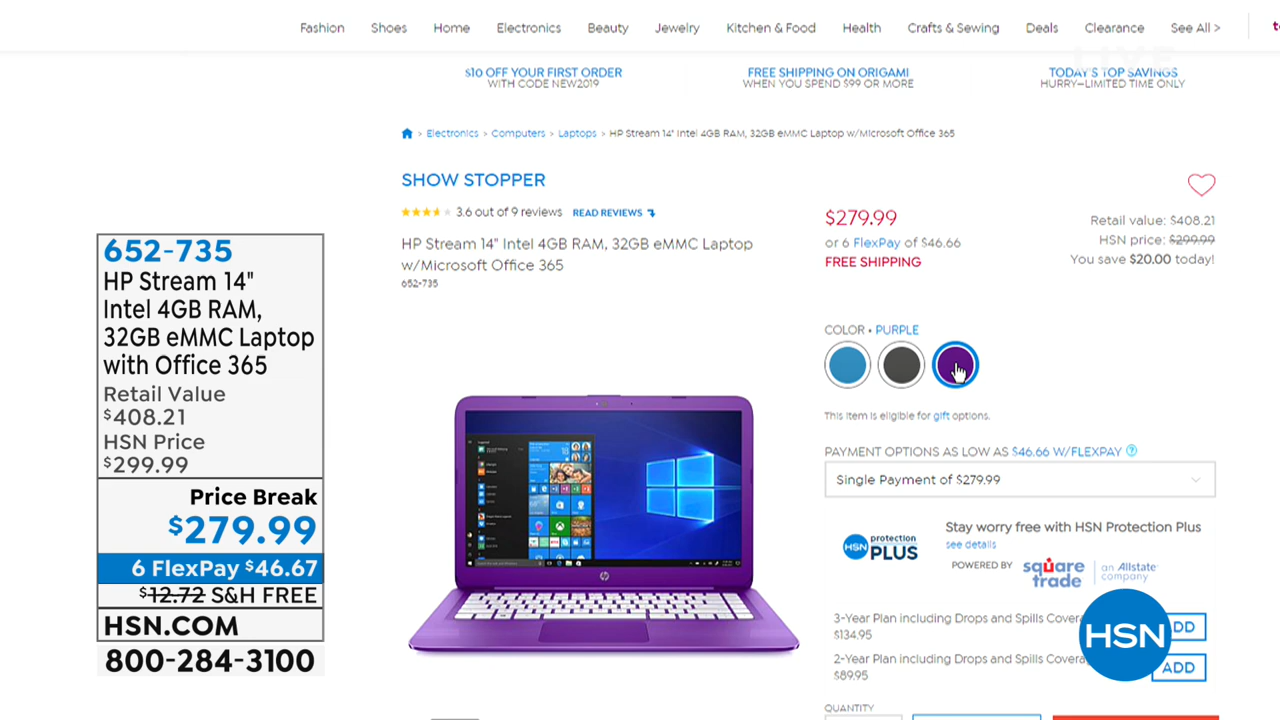 Fashion Shoes Home Electronics Beauty Jewelry Kitchen & Food Health Crafts & Sewing Deals Clearance See All >
LIVE
$10 OFF YOUR FIRST ORDER
WITH CODE NEW2019
FREE SHIPPING ON ORIGAMI
WHEN YOU SPEND $99 OR MORE
TODAY'S TOP SAVINGS
HURRY—LIMITED TIME ONLY
> Electronics > Computers > Laptops > HP Stream 14" Intel 4GB RAM, 32GB eMMC Laptop w/Microsoft Office 365
SHOW STOPPER
3.6 out of 9 reviews READ REVIEWS
HP Stream 14" Intel 4GB RAM, 32GB eMMC Laptop
w/Microsoft Office 365
652-735
$279.99
or 6 FlexPay of $46.66
FREE SHIPPING
Retail value: $408.21
HSN price: $299.99
You save $20.00 today!
COLOR • PURPLE
This item is eligible for gift options.
PAYMENT OPTIONS AS LOW AS $46.66 W/FLEXPAY ?
Single Payment of $279.99
HSN protection PLUS
Stay worry free with HSN Protection Plus
see details
POWERED BY square trade an Allstate company
3-Year Plan including Drops and Spills Cover
$134.95
DD
2-Year Plan including Drops and Spills Covera
$89.95
ADD
QUANTITY
HSN
hp
652-735
HP Stream 14"
Intel 4GB RAM,
32GB eMMC Laptop
with Office 365
Retail Value
$408.21
HSN Price
$299.99
Price Break
$279.99
6 FlexPay $46.67
$12.72 S&H FREE
HSN.COM
800-284-3100